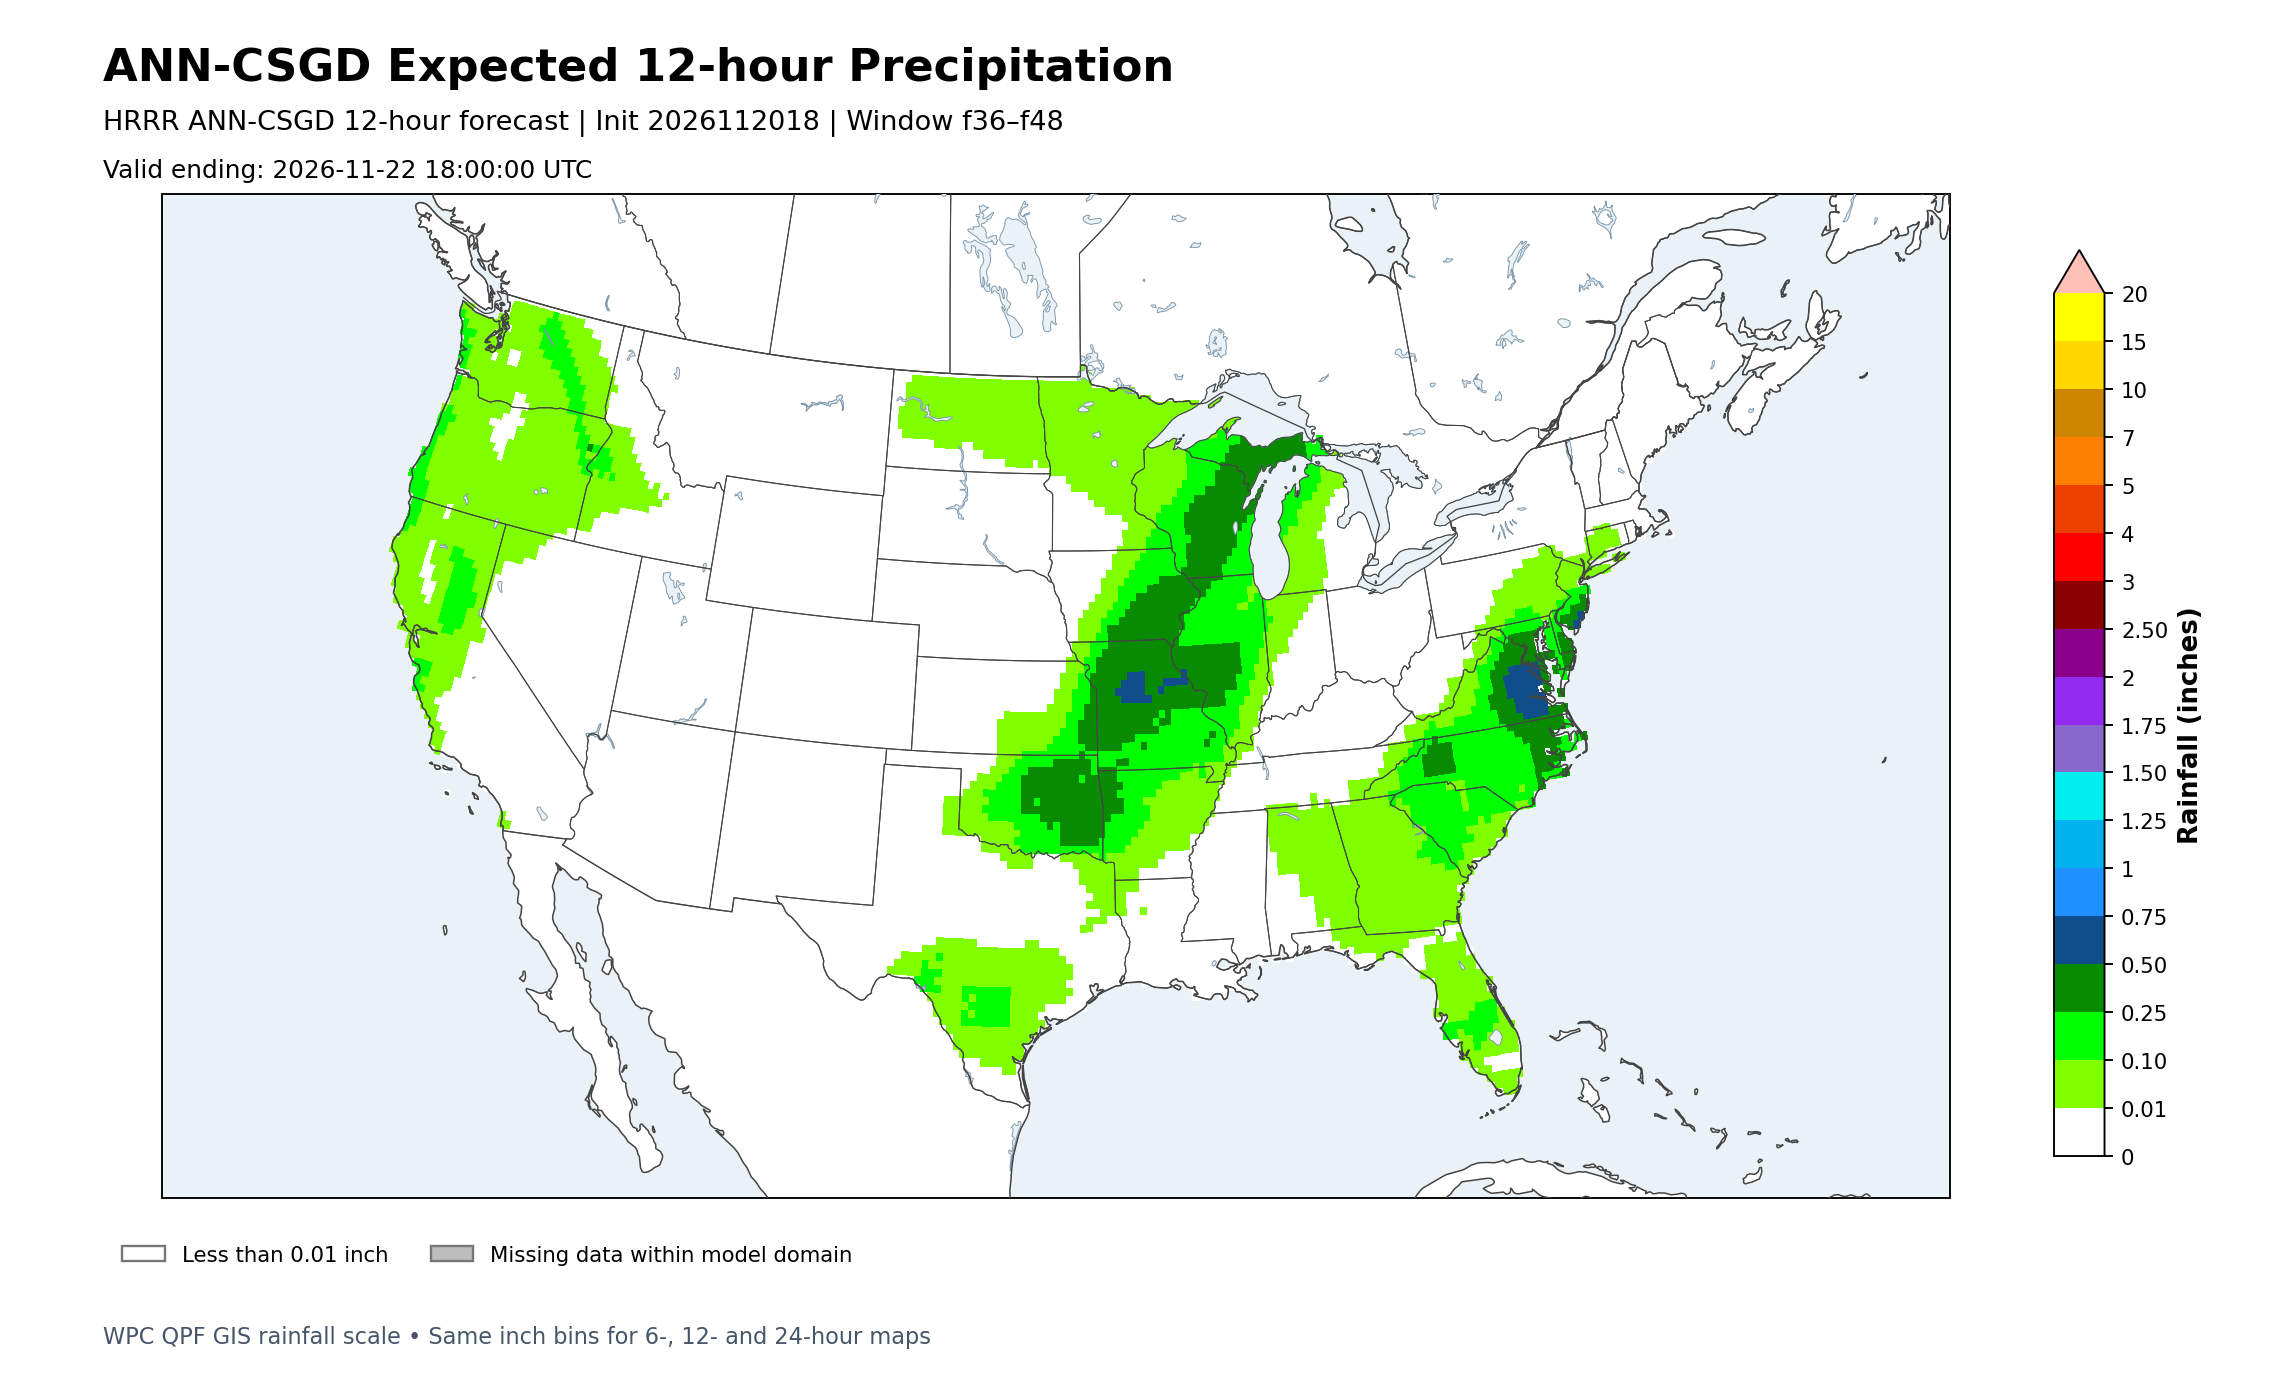 ANN-CSGD Expected 12-hour Precipitation
HRRR ANN-CSGD 12-hour forecast | Init 2026112018 | Window f36–f48
Valid ending: 2026-11-22 18:00:00 UTC
20
15
10
7
5
4
3
2.50
2
1.75
1.50
1.25
1
0.75
0.50
0.25
0.10
0.01
0
Rainfall (inches)
Less than 0.01 inch
Missing data within model domain
WPC QPF GIS rainfall scale • Same inch bins for 6-, 12- and 24-hour maps